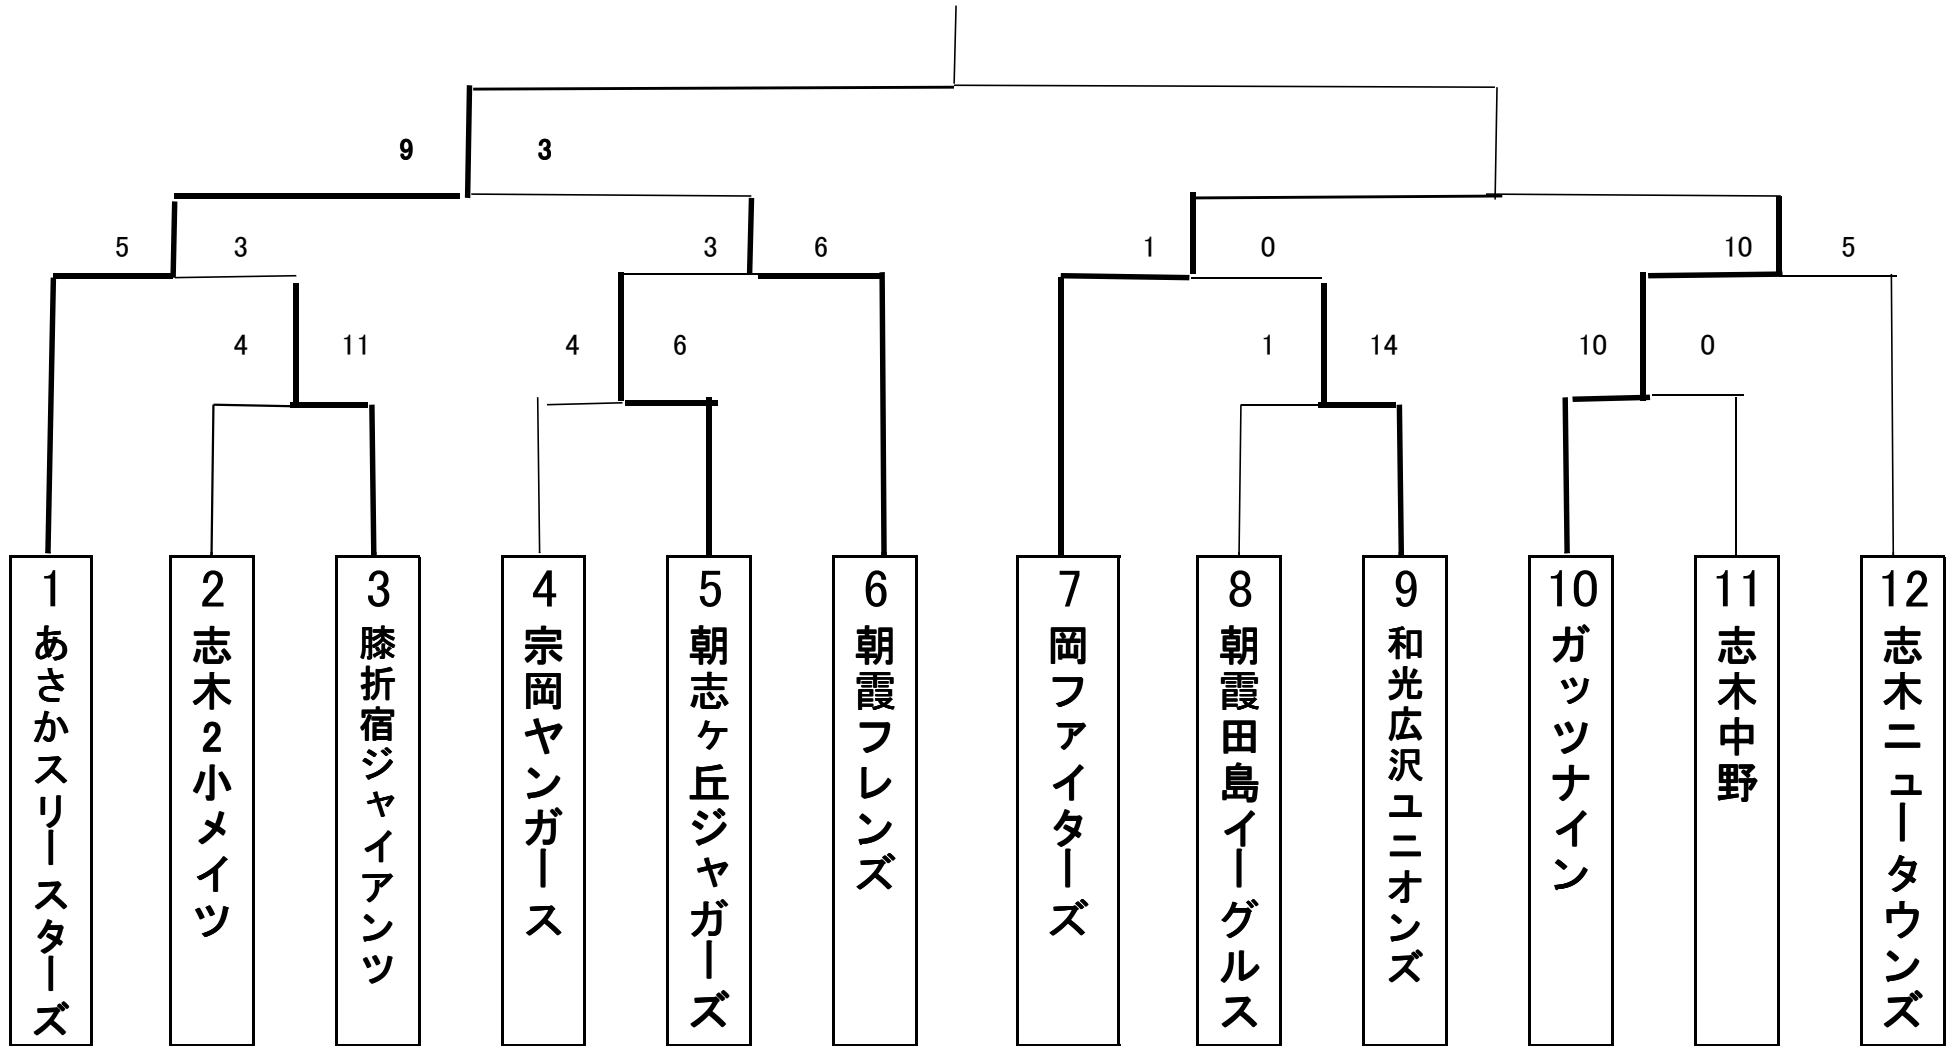 9 3
5 3 3 6 1 0 10 5
4 11 4 6 1 14 10 0
1 あさかスリースターズ
2 志木2小メイツ
3 膝折宿ジャイアンツ
4 宗岡ヤンガース
5 朝志ヶ丘ジャガーズ
6 朝霞フレンズ
7 岡ファイターズ
8 朝霞田島イーグルス
9 和光広沢ユニオンズ
10 ガッツナイン
11 志木中野
12 志木ニュータウンズ